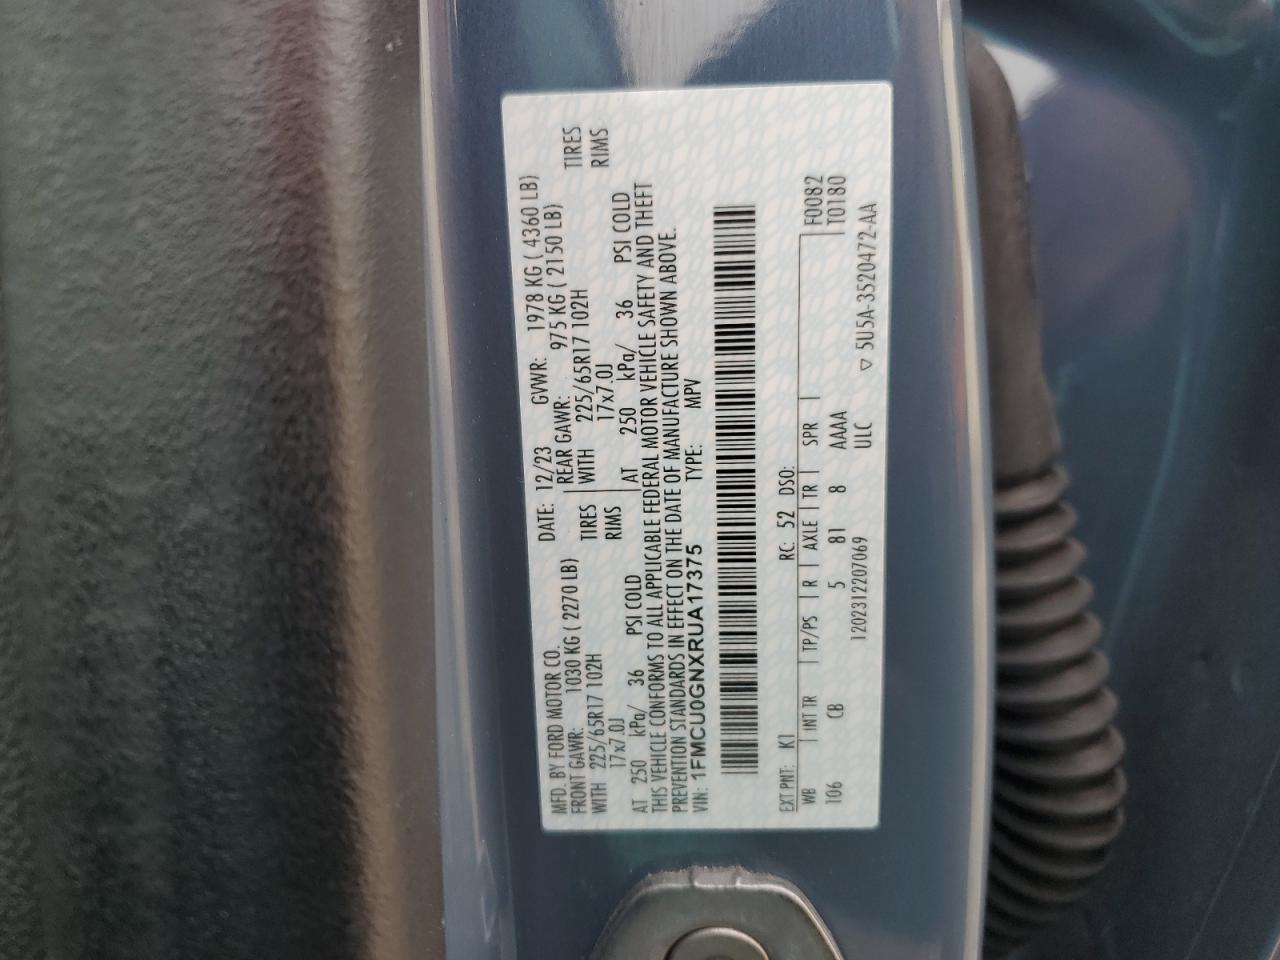 MFD. BY FORD MOTOR CO. DATE: 12/23 GVWR: 1978 KG ( 4360 LB)
FRONT GAWR: 1030 KG ( 2270 LB) REAR GAWR: 975 KG ( 2150 LB)
WITH 225/65R17 102H TIRES WITH 225/65R17 102H TIRES
17x7.0J RIMS 17x7.0J RIMS
AT 250 kPa/ 36 PSI COLD AT 250 kPa/ 36 PSI COLD
THIS VEHICLE CONFORMS TO ALL APPLICABLE FEDERAL MOTOR VEHICLE SAFETY AND THEFT
PREVENTION STANDARDS IN EFFECT ON THE DATE OF MANUFACTURE SHOWN ABOVE.
VIN: 1FMCU0GNXRUA17375 TYPE: MPV
EXT PNT: K1 RC: 52 DSO:
WB INT TR TP/PS R AXLE TR SPR F0082
106 CB 5 81 8 AAAA T0180
1202312207069 ULC
▽ 5U5A-3520472-AA